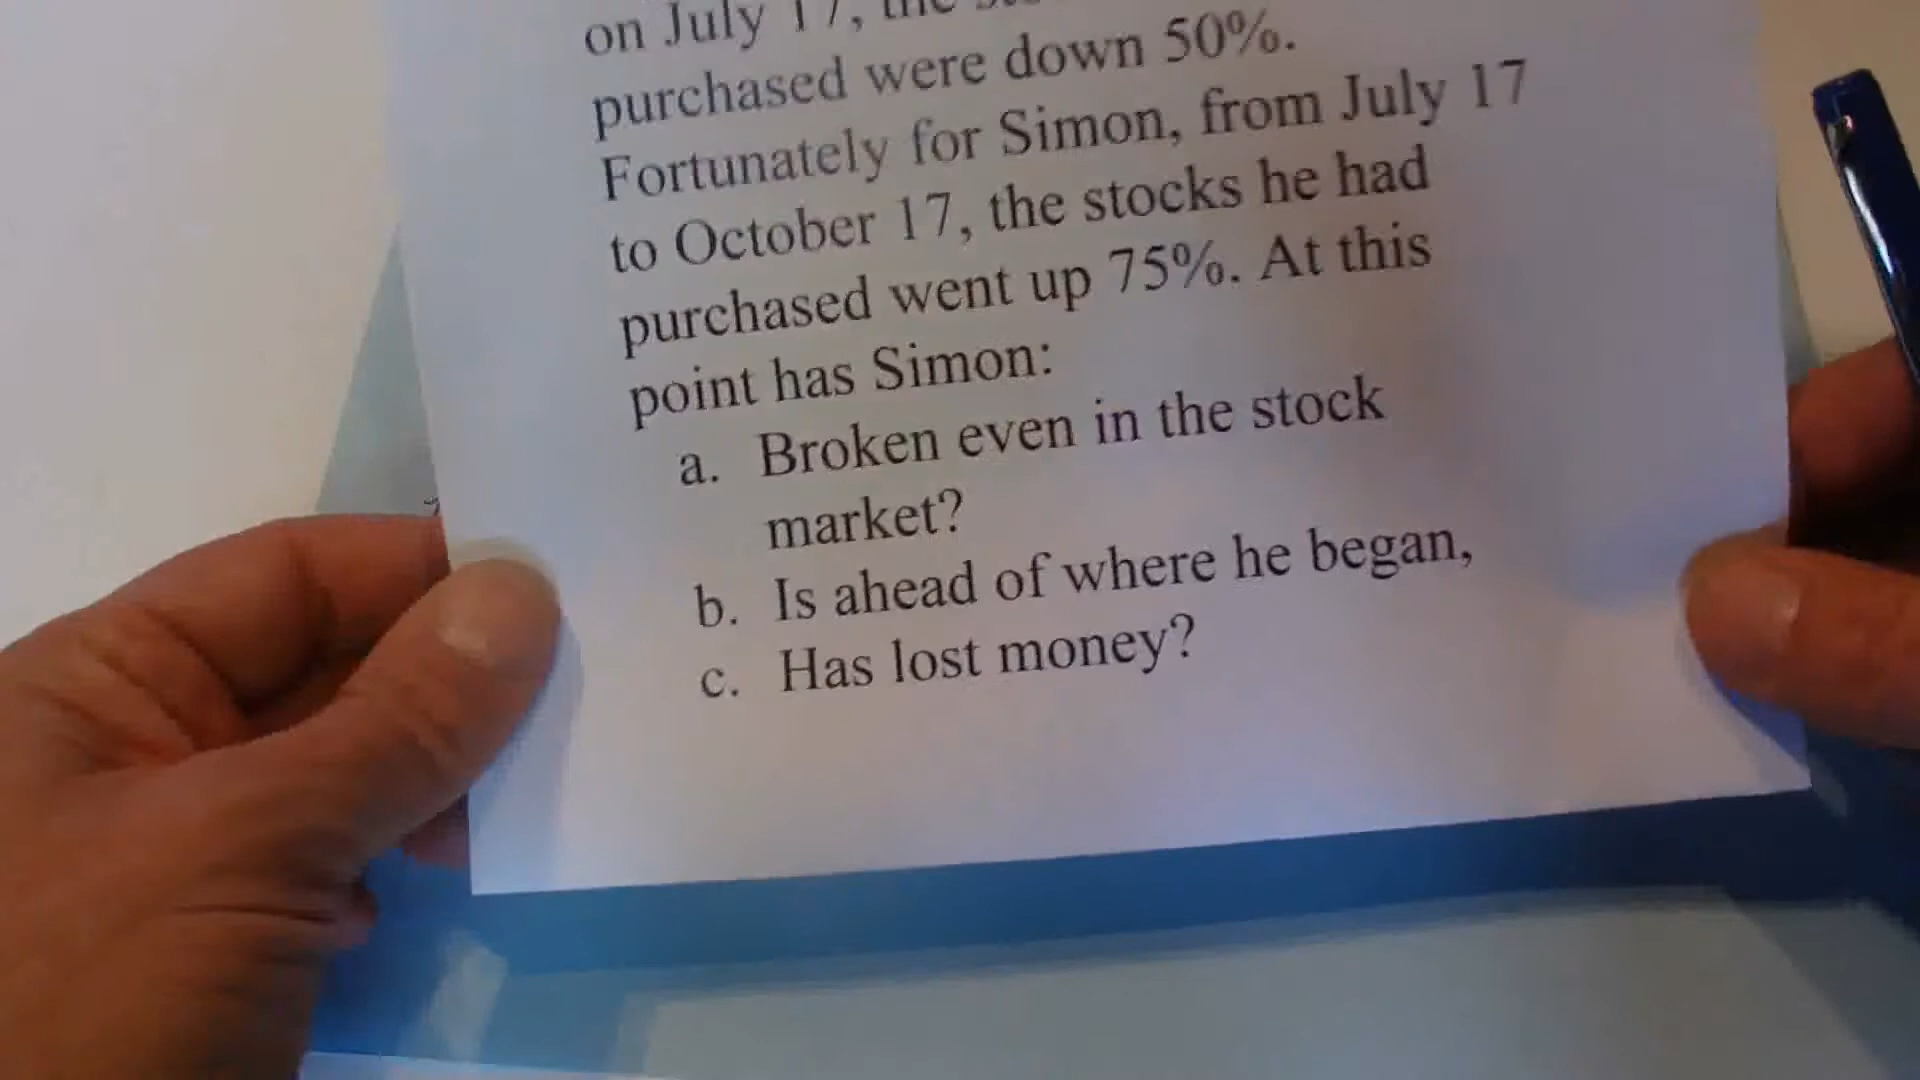 on July 17, the
purchased were down 50%.
Fortunately for Simon, from July 17
to October 17, the stocks he had
purchased went up 75%. At this
point has Simon:
a. Broken even in the stock
market?
b. Is ahead of where he began,
c. Has lost money?